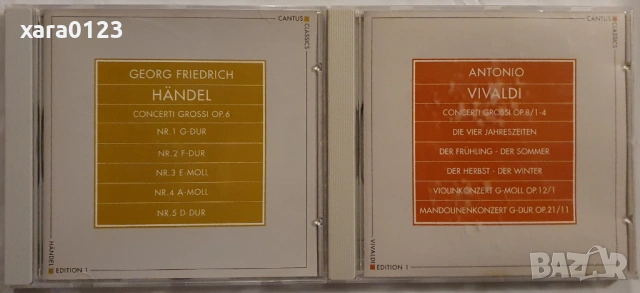 xara0123
CANTUS
CLASSICS
GEORG FRIEDRICH
HÄNDEL
CONCERTI GROSSI OP.6
NR.1 G-DUR
NR.2 F-DUR
NR.3 E MOLL
NR.4 A-MOLL
NR.5 D-DUR
HÄNDEL
EDITION 1
CANTUS
CLASSICS
ANTONIO
VIVALDI
CONCERTI GROSSI OP.8/1-4
DIE VIER JAHRESZEITEN
DER FRÜHLING - DER SOMMER
DER HERBST - DER WINTER
VIOLINKONZERT G-MOLL OP.12/1
MANDOLINENKONZERT G-DUR OP.21/11
VIVALDI
EDITION 1
BAZAR